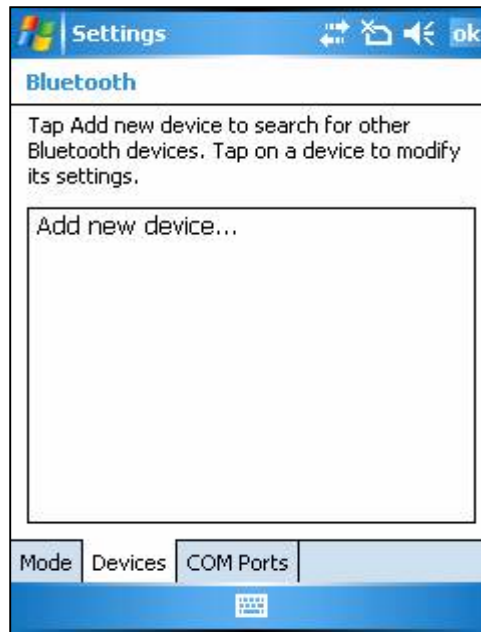 Settings ok
Bluetooth
Tap Add new device to search for other
Bluetooth devices. Tap on a device to modify
its settings.
Add new device...
Mode Devices COM Ports